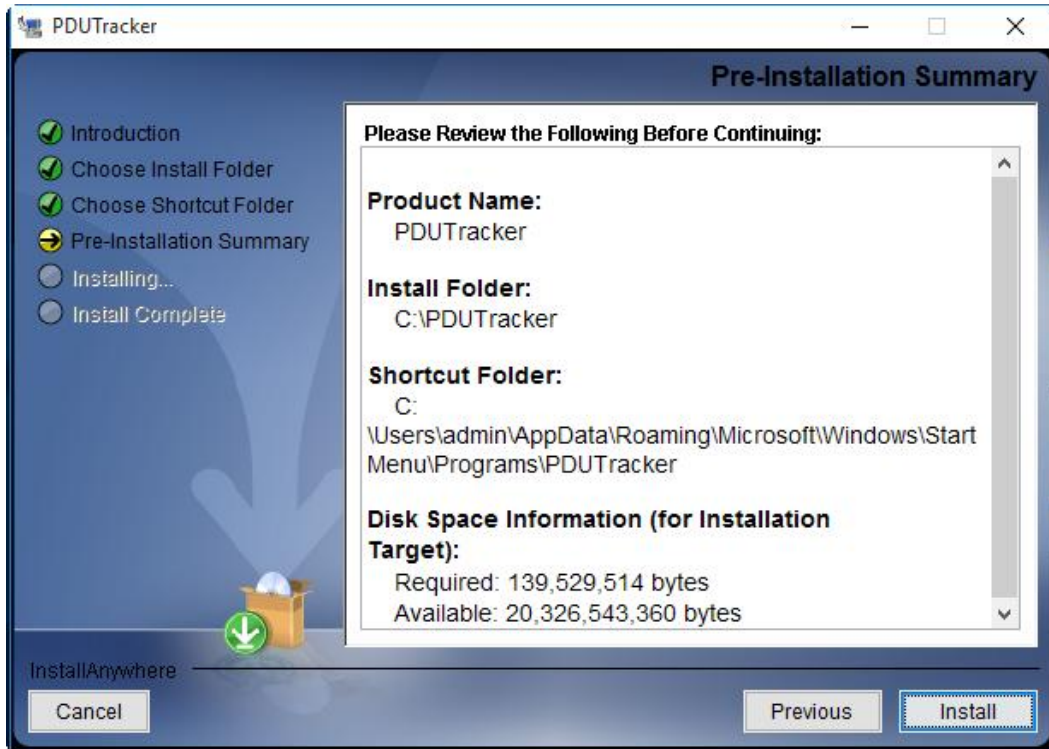 PDUTracker
Pre-Installation Summary
Introduction
Choose Install Folder
Choose Shortcut Folder
Pre-Installation Summary
Installing...
Install Complete
Please Review the Following Before Continuing:
Product Name:
PDUTracker
Install Folder:
C:\PDUTracker
Shortcut Folder:
C:
\Users\admin\AppData\Roaming\Microsoft\Windows\Start
Menu\Programs\PDUTracker
Disk Space Information (for Installation
Target):
Required: 139,529,514 bytes
Available: 20,326,543,360 bytes
InstallAnywhere
Cancel
Previous
Install